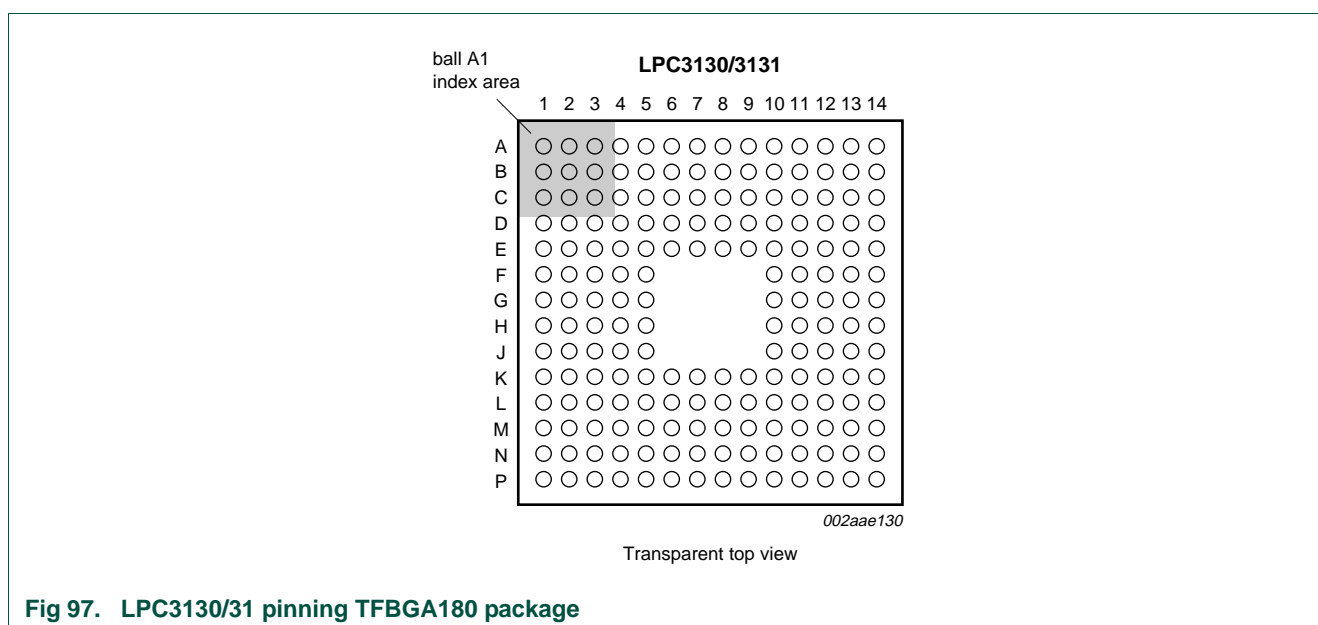 ball A1
index area
LPC3130/3131
1 2 3 4 5 6 7 8 9 10 11 12 13 14
A
B
C
D
E
F
G
H
J
K
L
M
N
P
002aae130
Transparent top view
Fig 97. LPC3130/31 pinning TFBGA180 package